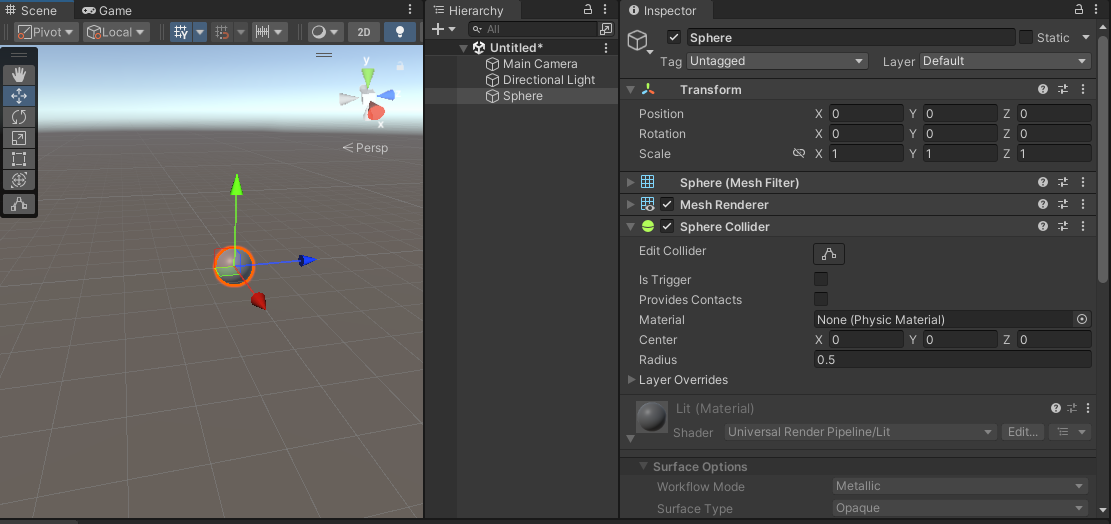 Scene
Game
Pivot
Local
2D
y
x
Persp
Hierarchy
All
Untitled*
Main Camera
Directional Light
Sphere
Inspector
Sphere
Static
Tag Untagged Layer Default
Transform
Position X 0 Y 0 Z 0
Rotation X 0 Y 0 Z 0
Scale X 1 Y 1 Z 1
Sphere (Mesh Filter)
Mesh Renderer
Sphere Collider
Edit Collider
Is Trigger
Provides Contacts
Material None (Physic Material)
Center X 0 Y 0 Z 0
Radius 0.5
Layer Overrides
Lit (Material)
Shader Universal Render Pipeline/Lit Edit...
Surface Options
Workflow Mode Metallic
Surface Type Opaque